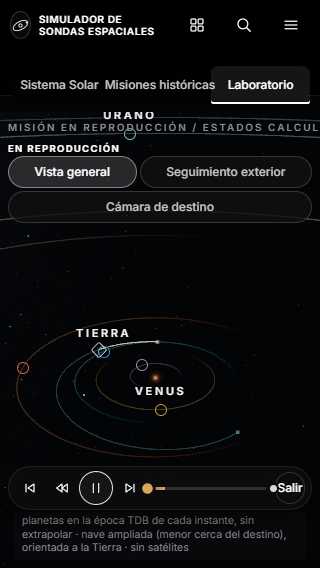 SIMULADOR DE
SONDAS ESPACIALES
Sistema Solar Misiones históricas Laboratorio
URANO
MISIÓN EN REPRODUCCIÓN / ESTADOS CALCUL
EN REPRODUCCIÓN
Vista general Seguimiento exterior
Cámara de destino
TIERRA
VENUS
Salir
planetas en la época TDB de cada instante, sin
extrapolar · nave ampliada (menor cerca del destino),
orientada a la Tierra · sin satélites